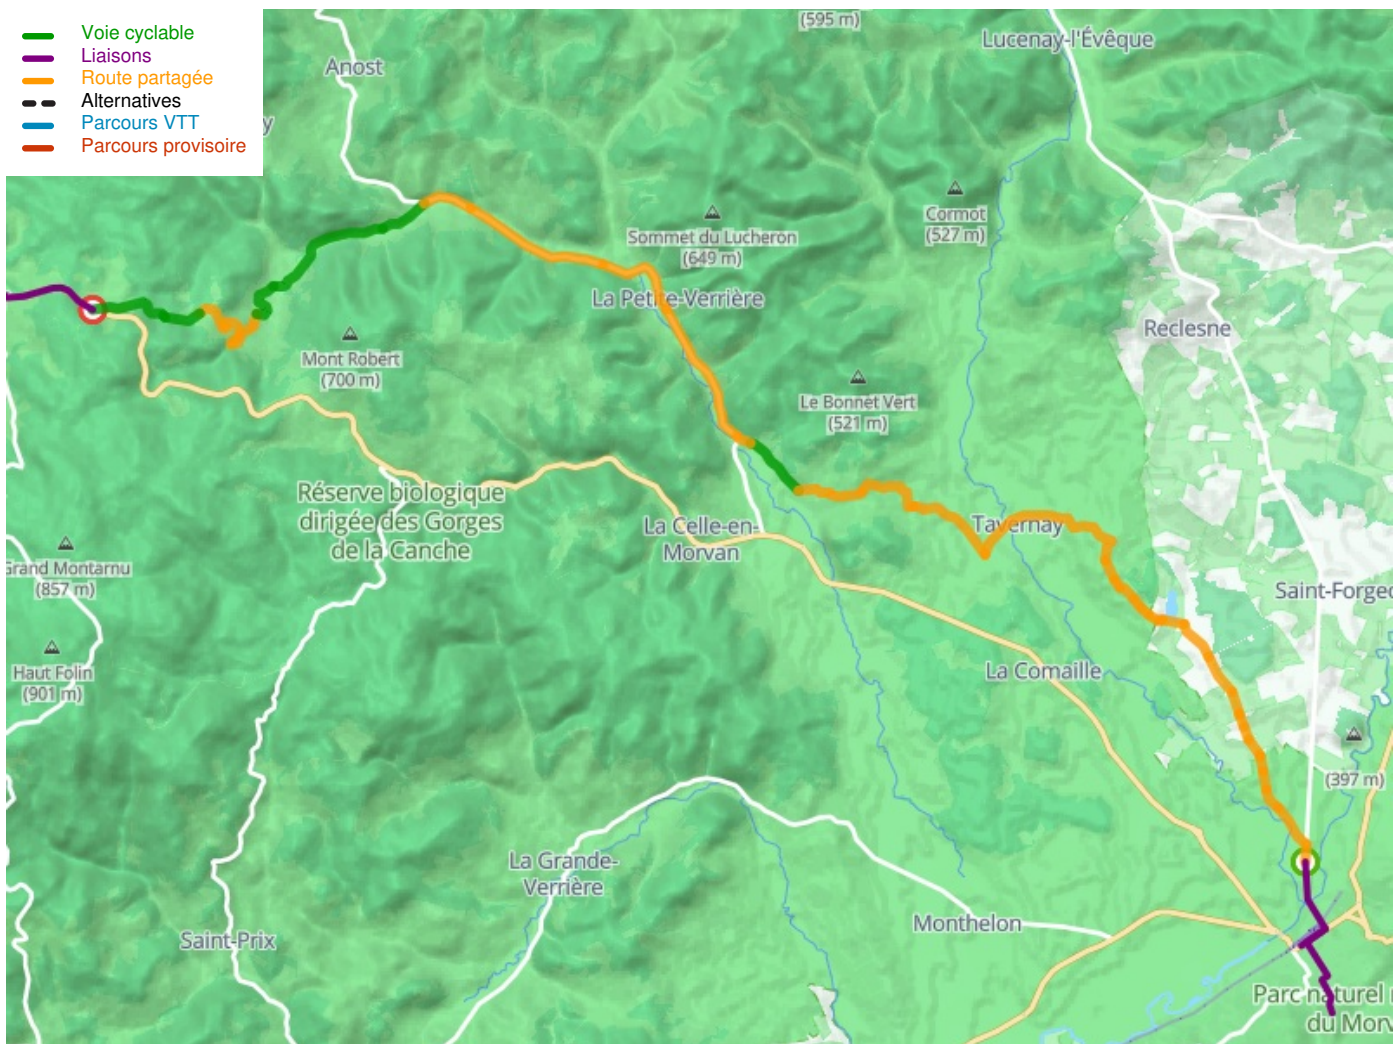 Voie cyclable
Liaisons
Route partagée
Alternatives
Parcours VTT
Parcours provisoire
(595 m)
Lucenay-l'Évêque
Anost
y
Cormot
(527 m)
Sommet du Lucheron
(649 m)
La Petite-Verrière
Reclesne
Mont Robert
(700 m)
Le Bonnet Vert
(521 m)
Réserve biologique
dirigée des Gorges
de la Canche
La Celle-en-
Morvan
Tavernay
Grand Montarnu
(857 m)
Saint-Forgeo
Haut Folin
(901 m)
La Comaille
(397 m)
La Grande-
Verrière
Monthelon
Saint-Prix
Parc naturel r
du Morv